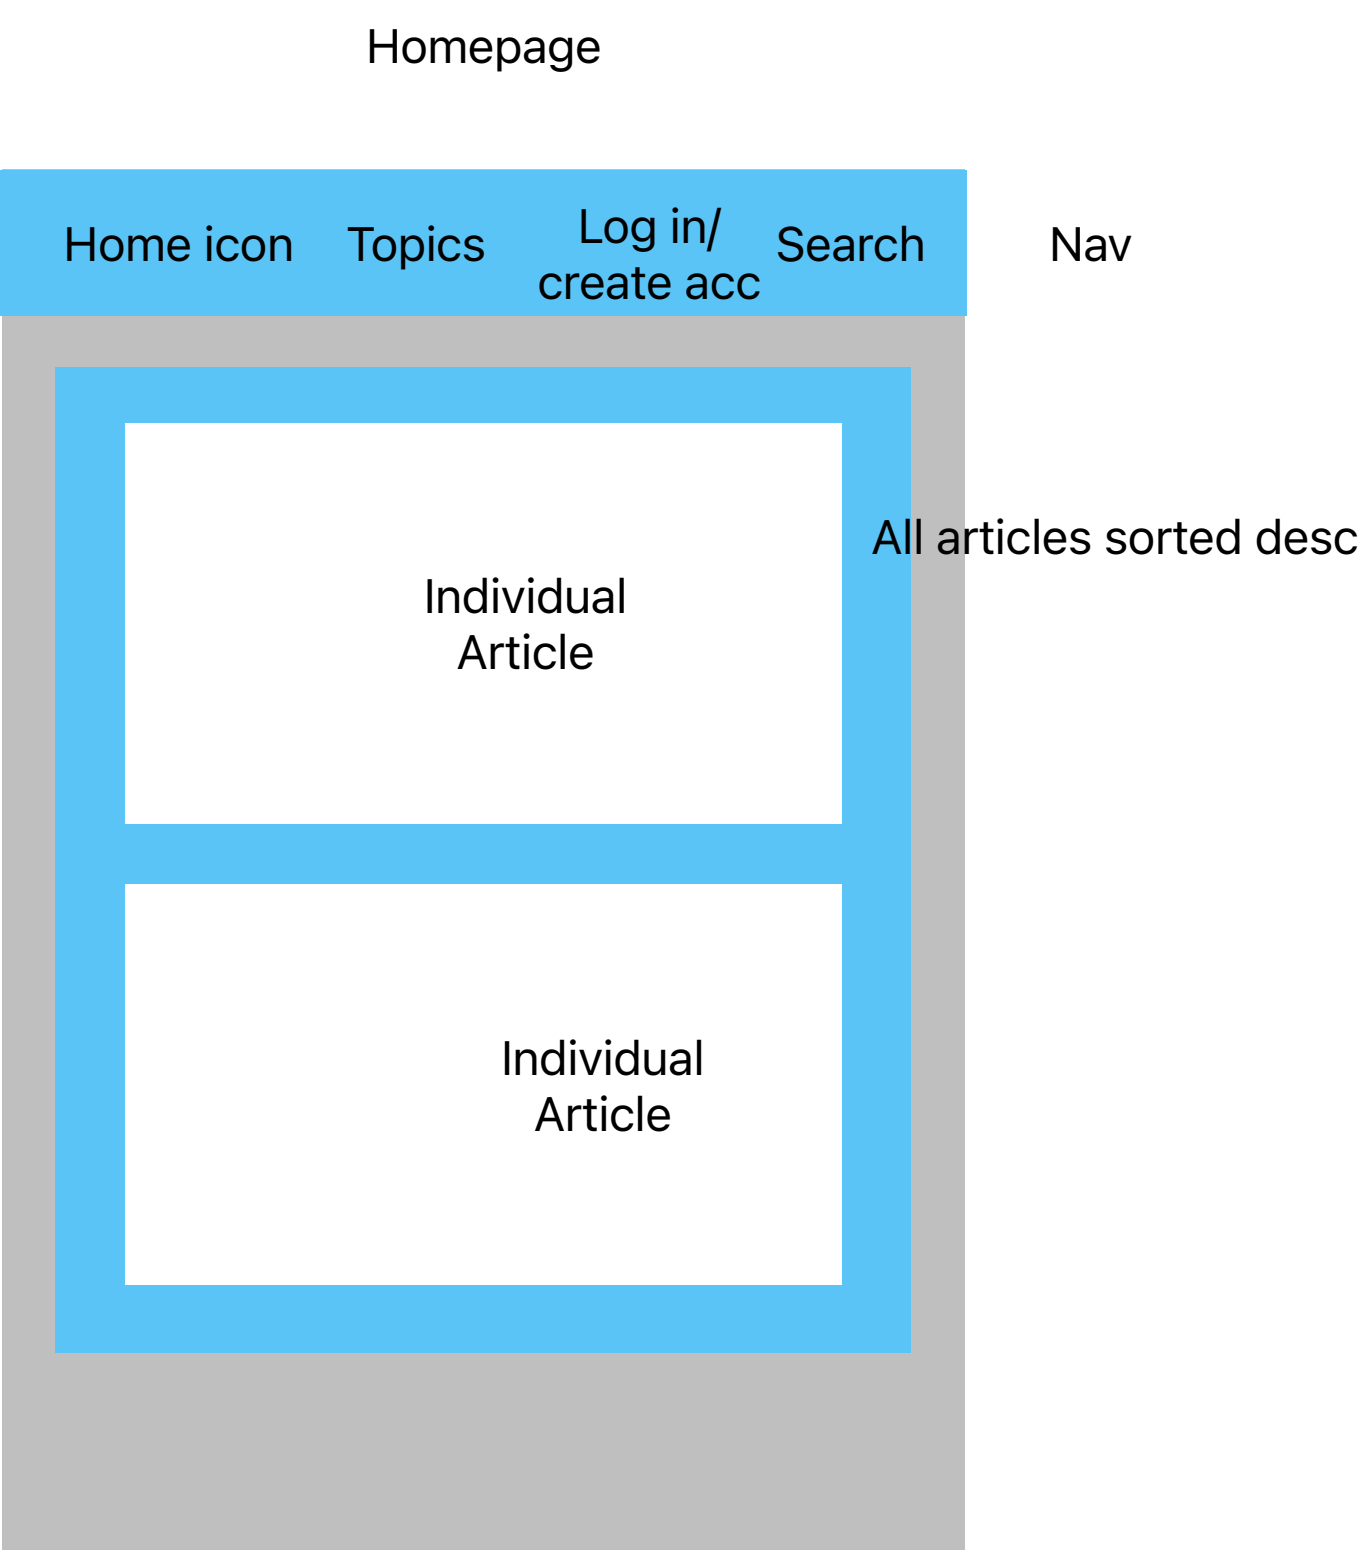 Homepage
Home icon
Topics
Log in/
create acc
Search
Nav
All articles sorted desc
Individual
Article
Individual
Article